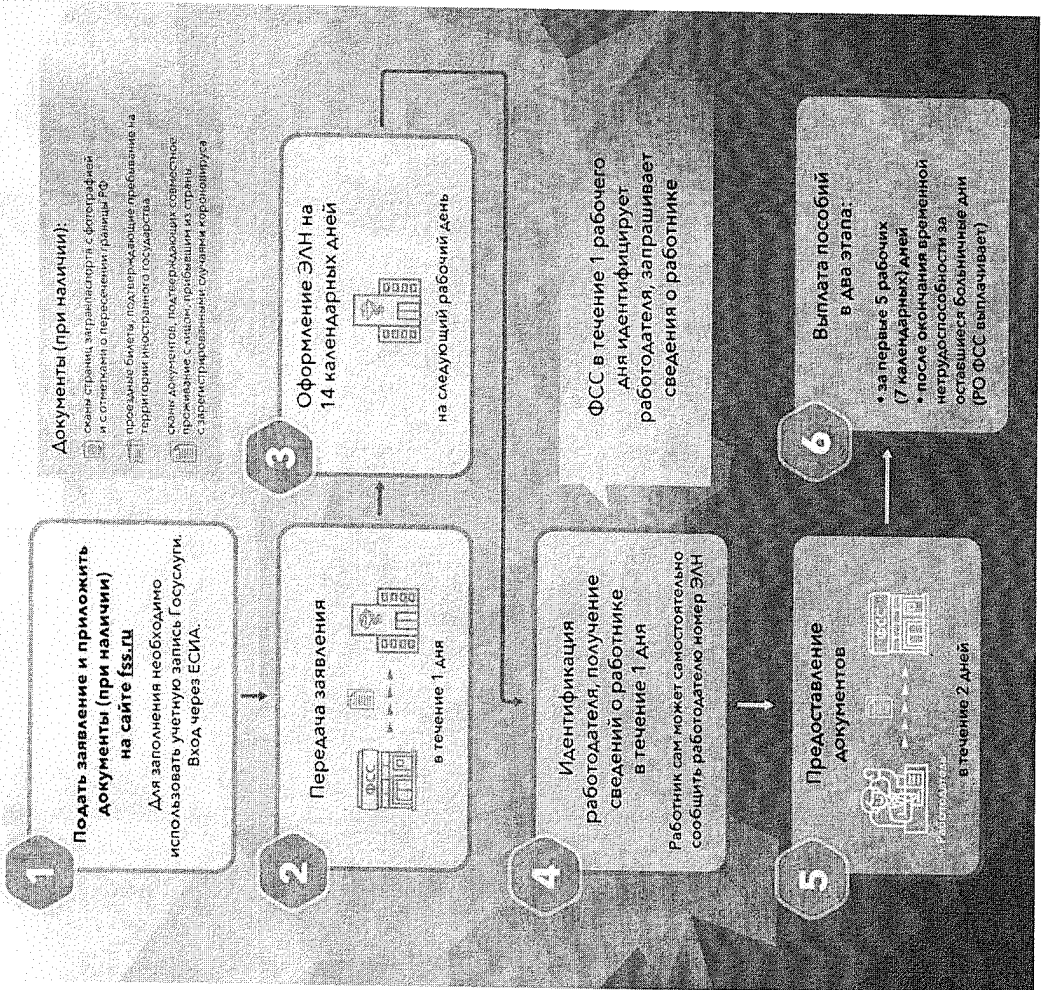 1
Подать заявление и приложить
документы (при наличии)
на сайте fss.ru
Для заполнения необходимо
использовать учетную запись Госуслуги.
Вход через ЕСИА.
Документы (при наличии):
сканы страниц загранпаспорта с фотографией
и с отметками о пересечении границы РФ
проездные билеты, подтверждающие пребывание на
территории иностранного государства
сканы документов, подтверждающих совместное
проживание с лицом, прибывшим из страны
с зарегистрированными случаями короновируса
2
Передача заявления
ФСС
в течение 1 дня
3
Оформление ЭЛН на
14 календарных дней
на следующий рабочий день
4
Идентификация
работодателя, получение
сведений о работнике
в течение 1 дня
Работник сам может самостоятельно
сообщить работодателю номер ЭЛН
ФСС в течение 1 рабочего
дня идентифицирует
работодателя, запрашивает
сведения о работнике
5
Предоставление
документов
Работодатель
ФСС
в течение 2 дней
6
Выплата пособий
в два этапа:
* за первые 5 рабочих
(7 календарных) дней
* после окончания временной
нетрудоспособности за
оставшиеся больничные дни
(РО ФСС выплачивает)